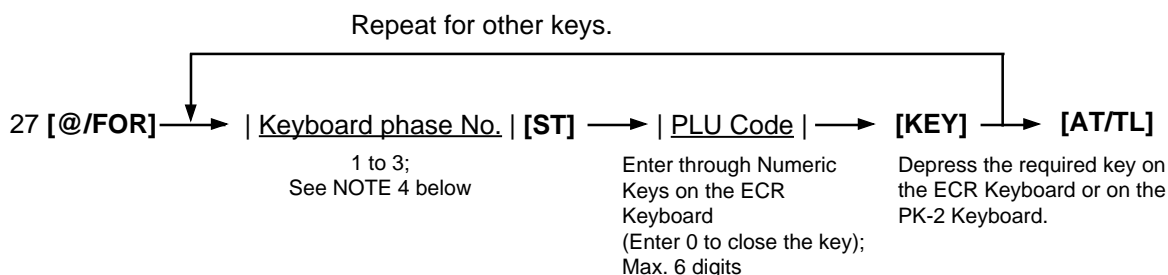 Repeat for other keys.
27 [@/FOR] | Keyboard phase No. | [ST] | PLU Code | [KEY] [AT/TL]
1 to 3;
See NOTE 4 below
Enter through Numeric
Keys on the ECR
Keyboard
(Enter 0 to close the key);
Max. 6 digits
Depress the required key on
the ECR Keyboard or on the
PK-2 Keyboard.